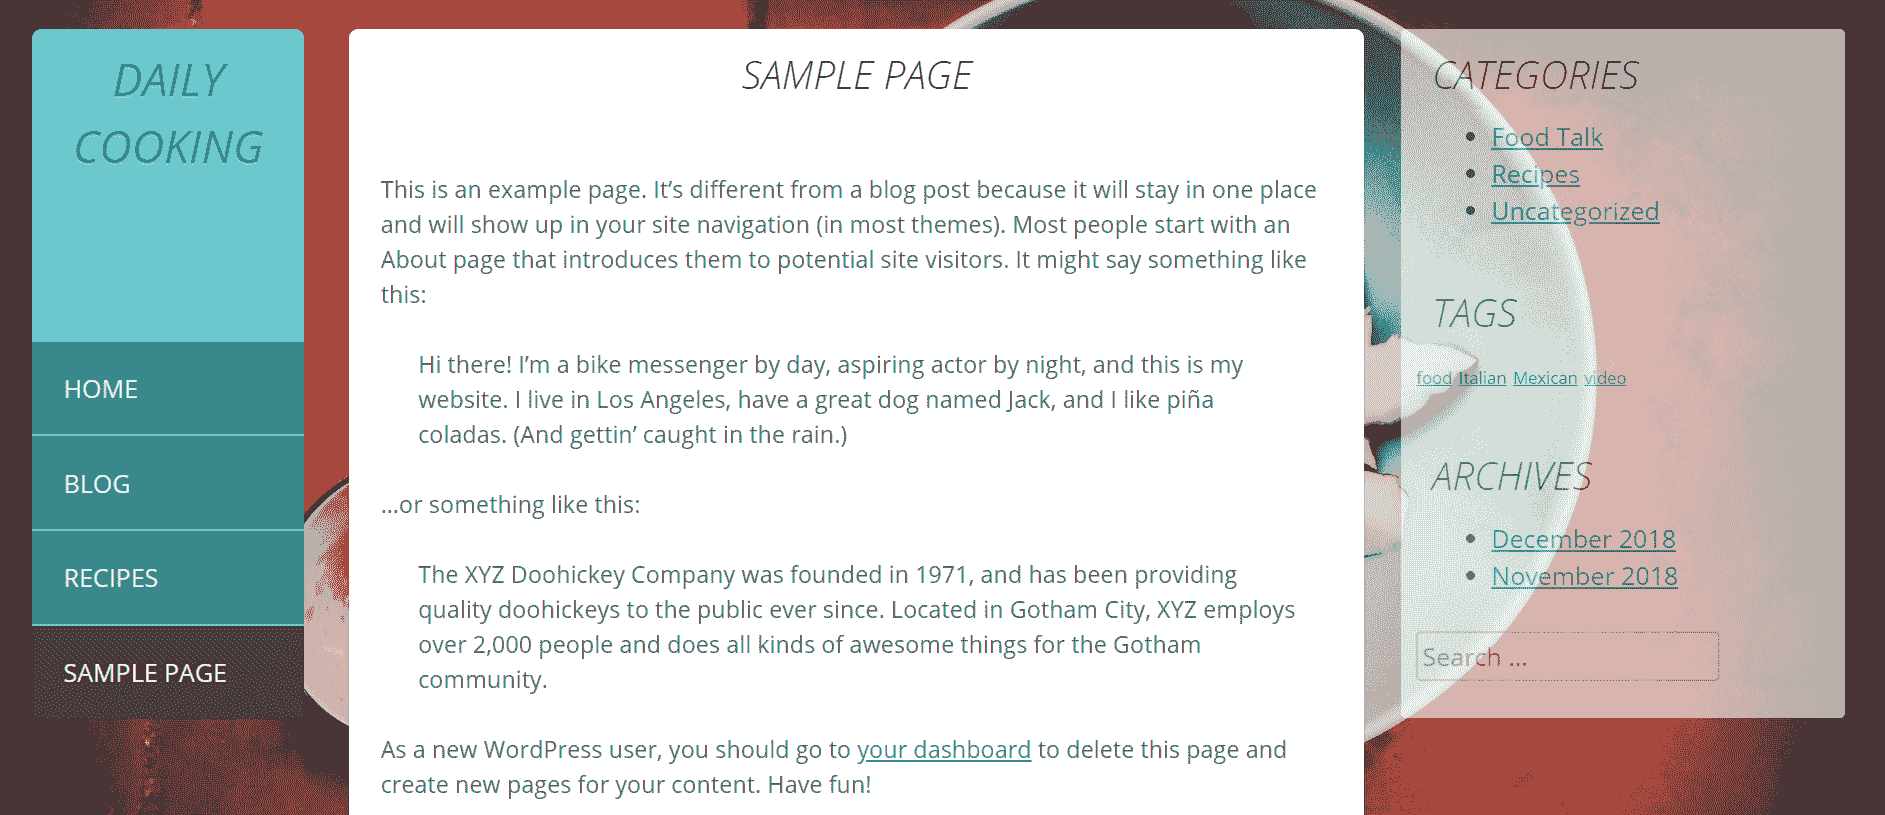 DAILY
COOKING
HOME
BLOG
RECIPES
SAMPLE PAGE
SAMPLE PAGE
This is an example page. It’s different from a blog post because it will stay in one place
and will show up in your site navigation (in most themes). Most people start with an
About page that introduces them to potential site visitors. It might say something like
this:
Hi there! I’m a bike messenger by day, aspiring actor by night, and this is my
website. I live in Los Angeles, have a great dog named Jack, and I like piña
coladas. (And gettin’ caught in the rain.)
…or something like this:
The XYZ Doohickey Company was founded in 1971, and has been providing
quality doohickeys to the public ever since. Located in Gotham City, XYZ employs
over 2,000 people and does all kinds of awesome things for the Gotham
community.
As a new WordPress user, you should go to your dashboard to delete this page and
create new pages for your content. Have fun!
CATEGORIES
Food Talk
Recipes
Uncategorized
TAGS
food Italian Mexican video
ARCHIVES
December 2018
November 2018
Search …